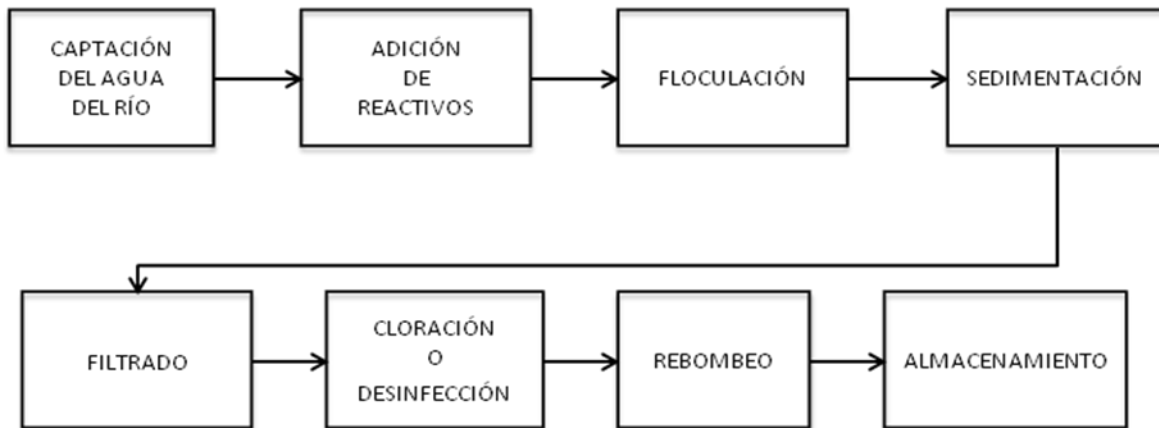 CAPTACIÓN
DEL AGUA
DEL RÍO
ADICIÓN
DE
REACTIVOS
FLOCULACIÓN
SEDIMENTACIÓN
FILTRADO
CLORACIÓN
O
DESINFECCIÓN
REBOMBEO
ALMACENAMIENTO